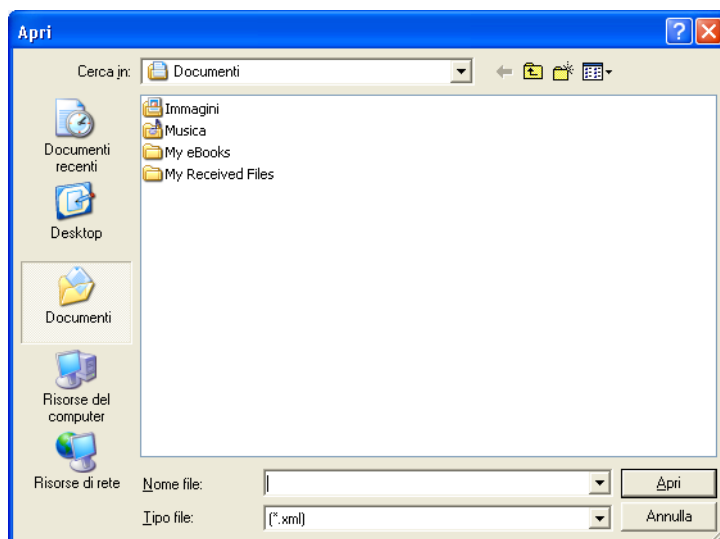 Apri
Cerca in: Documenti
Immagini
Musica
My eBooks
My Received Files
Documenti
recenti
Desktop
Documenti
Risorse del
computer
Risorse di rete
Nome file:
Apri
Tipo file: (*.xml)
Annulla